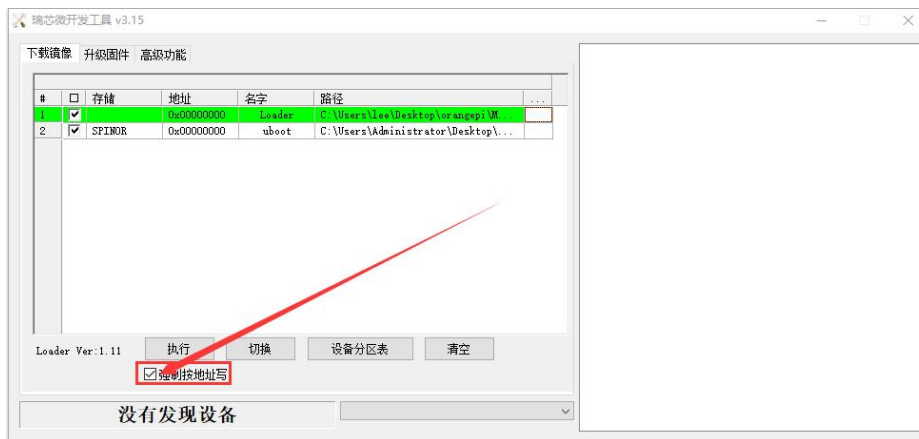 瑞芯微开发工具 v3.15
下载镜像 升级固件 高级功能
# 存储 地址 名字 路径 ...
1 0x00000000 Loader C:\Users\lee\Desktop\orangepi\M...
2 SPINOR 0x00000000 uboot C:\Users\Administrator\Desktop\...
Loader Ver:1.11 执行 切换 设备分区表 清空
强制按地址写
没有发现设备